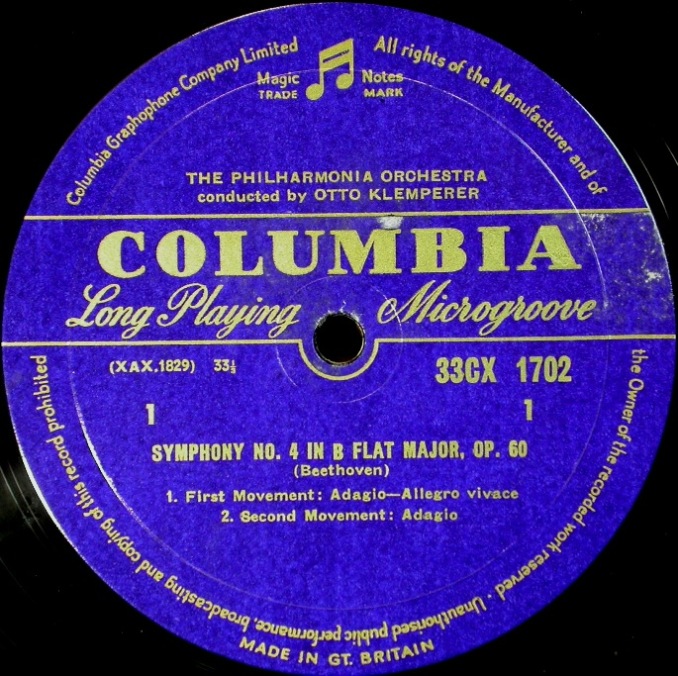 Columbia Graphophone Company Limited
All rights of the Manufacturer and of
the Owner of the recorded work reserved · Unauthorised public performance, broadcasting and copying of this record prohibited
Magic Notes
TRADE MARK
THE PHILHARMONIA ORCHESTRA
conducted by OTTO KLEMPERER
COLUMBIA
Long Playing Microgroove
(XAX.1829) 33⅓ 33CX 1702
1 1
SYMPHONY NO. 4 IN B FLAT MAJOR, OP. 60
(Beethoven)
1. First Movement: Adagio—Allegro vivace
2. Second Movement: Adagio
MADE IN GT. BRITAIN